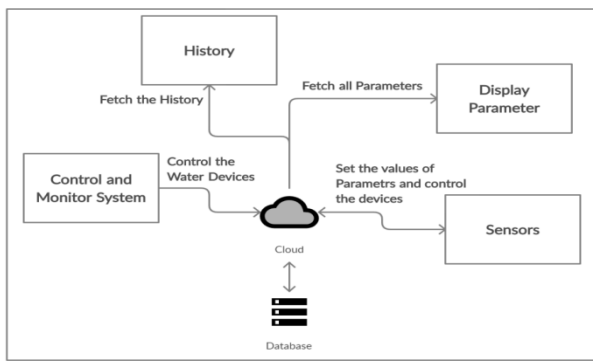 History
Fetch all Parameters
Display
Parameter
Fetch the History
Control and
Monitor System
Control the
Water Devices
Set the values of
Parametrs and control
the devices
Sensors
Cloud
Database